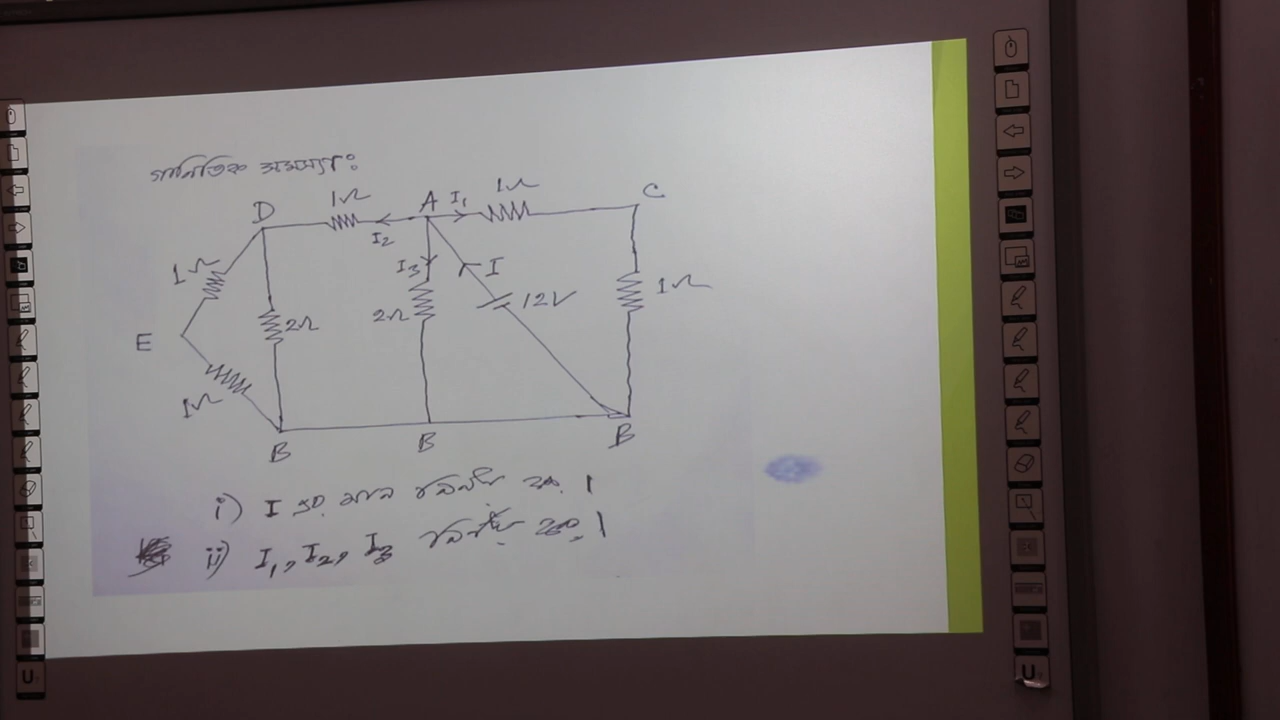 গানিতিক সমস্যা:
D 1Ω A I₁ 1Ω C
I₂
1Ω I₃ I
2Ω 2Ω 12V 1Ω
E
1Ω
B B B
i) I এর মান নির্ণয় কর।
ii) I₁, I₂, I₃ নির্ণয় কর।
U
U